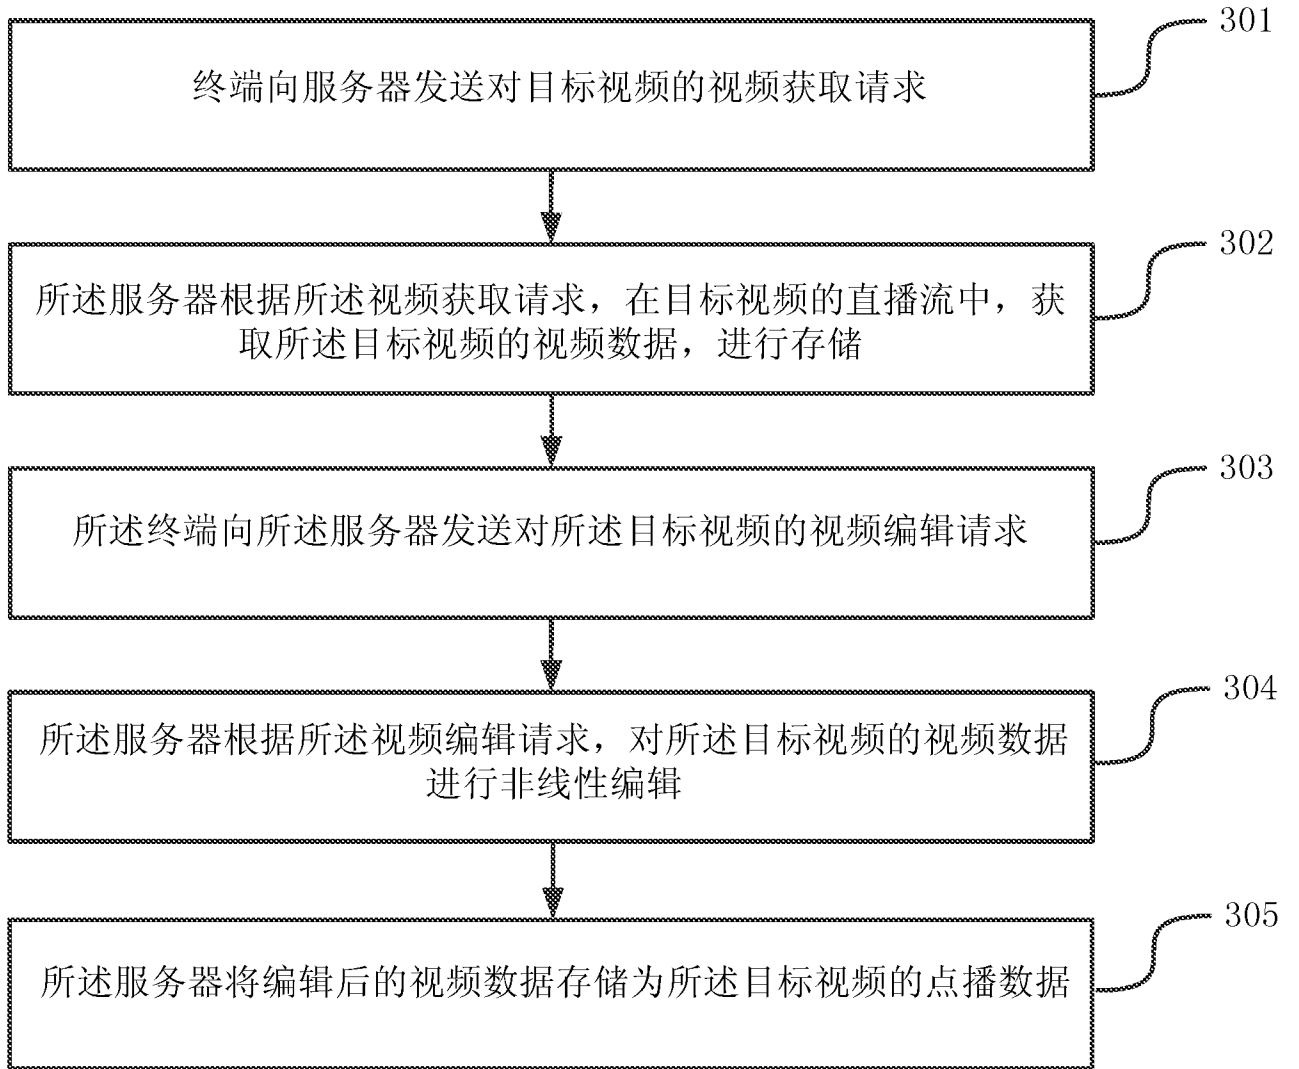 301
终端向服务器发送对目标视频的视频获取请求
302
所述服务器根据所述视频获取请求，在目标视频的直播流中，获
取所述目标视频的视频数据，进行存储
303
所述终端向所述服务器发送对所述目标视频的视频编辑请求
304
所述服务器根据所述视频编辑请求，对所述目标视频的视频数据
进行非线性编辑
305
所述服务器将编辑后的视频数据存储为所述目标视频的点播数据